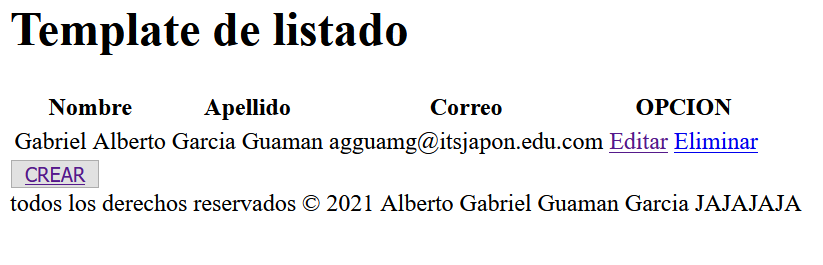 Template de listado
Nombre Apellido Correo OPCION
Gabriel Alberto Garcia Guaman agguamg@itsjapon.edu.com Editar Eliminar
CREAR
todos los derechos reservados © 2021 Alberto Gabriel Guaman Garcia JAJAJAJA